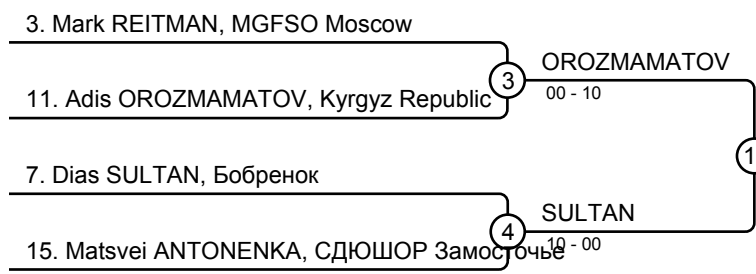 3. Mark REITMAN, MGFSO Moscow
OROZMAMATOV
3
00 - 10
11. Adis OROZMAMATOV, Kyrgyz Republic
1
7. Dias SULTAN, Бобренок
SULTAN
4
10 - 00
15. Matsvei ANTONENKA, СДЮШОР Замосточье